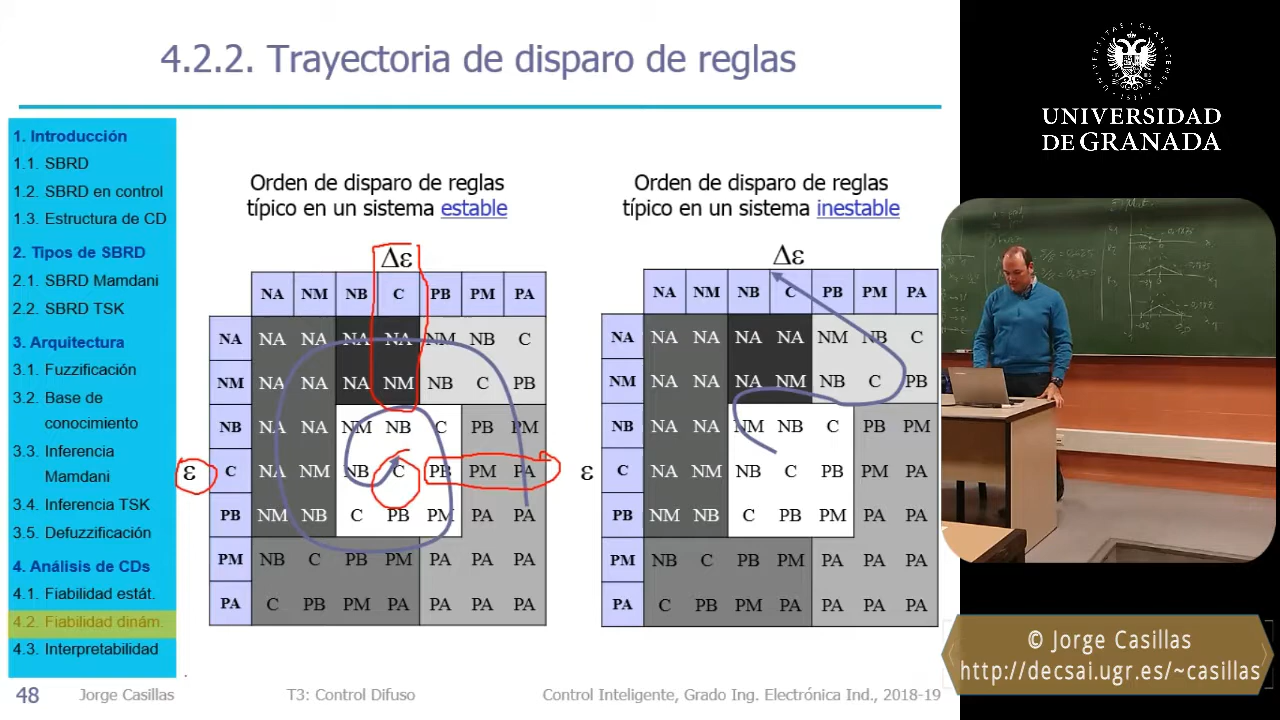 4.2.2. Trayectoria de disparo de reglas
1. Introducción
1.1. SBRD
1.2. SBRD en control
1.3. Estructura de CD
2. Tipos de SBRD
2.1. SBRD Mamdani
2.2. SBRD TSK
3. Arquitectura
3.1. Fuzzificación
3.2. Base de
conocimiento
3.3. Inferencia
Mamdani
3.4. Inferencia TSK
3.5. Defuzzificación
4. Análisis de CDs
4.1. Fiabilidad estát.
4.2. Fiabilidad dinám.
4.3. Interpretabilidad
Orden de disparo de reglas
típico en un sistema estable
Δε
NA NM NB C PB PM PA
NA NA NA NA NA NM NB C
NM NA NA NA NM NB C PB
NB NA NA NM NB C PB PM
ε C NA NM NB C PB PM PA
PB NM NB C PB PM PA PA
PM NB C PB PM PA PA PA
PA C PB PM PA PA PA PA
Orden de disparo de reglas
típico en un sistema inestable
Δε
NA NM NB C PB PM PA
NA NA NA NA NA NM NB C
NM NA NA NA NM NB C PB
NB NA NA NM NB C PB PM
ε C NA NM NB C PB PM PA
PB NM NB C PB PM PA PA
PM NB C PB PM PA PA PA
PA C PB PM PA PA PA PA
48 Jorge Casillas T3: Control Difuso Control Inteligente, Grado Ing. Electrónica Ind., 2018-19
UNIVERSIDAD
DE GRANADA
© Jorge Casillas
http://decsai.ugr.es/~casillas